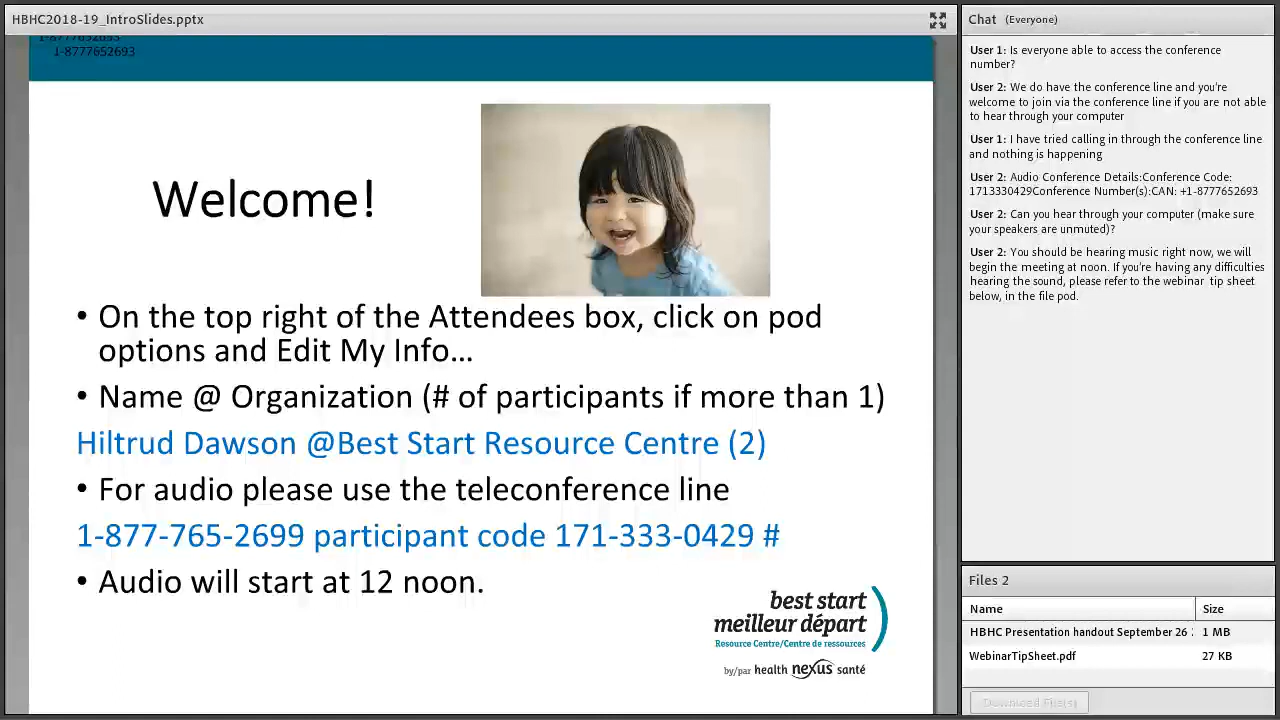 HBHC2018-19_IntroSlides.pptx
1-8777652693
1-8777652693
Welcome!
• On the top right of the Attendees box, click on pod
options and Edit My Info...
• Name @ Organization (# of participants if more than 1)
Hiltrud Dawson @Best Start Resource Centre (2)
• For audio please use the teleconference line
1-877-765-2699 participant code 171-333-0429 #
• Audio will start at 12 noon.
best start
meilleur départ
Resource Centre/Centre de ressources
by/par health nexus santé
Chat (Everyone)
User 1: Is everyone able to access the conference
number?
User 2: We do have the conference line and you're
welcome to join via the conference line if you are not able
to hear through your computer
User 1: I have tried calling in through the conference line
and nothing is happening
User 2: Audio Conference Details:Conference Code:
1713330429Conference Number(s):CAN: +1-8777652693
User 2: Can you hear through your computer (make sure
your speakers are unmuted)?
User 2: You should be hearing music right now, we will
begin the meeting at noon. If you're having any difficulties
hearing the sound, please refer to the webinar tip sheet
below, in the file pod.
Files 2
Name Size
HBHC Presentation handout September 26 1 MB
WebinarTipSheet.pdf 27 KB
Download File(s)